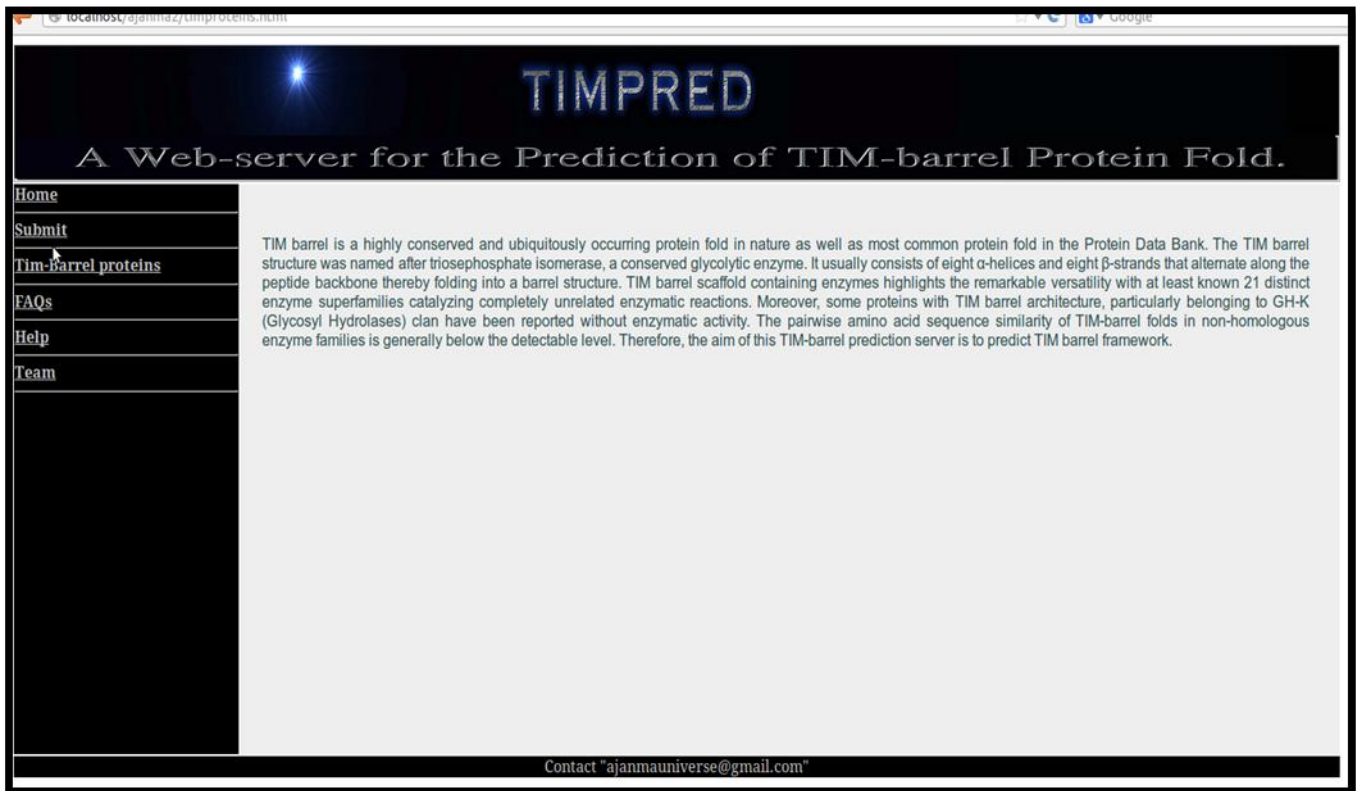 localhost/ajanmaz/timproteins.html
Google
TIMPRED
A Web-server for the Prediction of TIM-barrel Protein Fold.
Home
Submit
Tim-Barrel proteins
FAQs
Help
Team
TIM barrel is a highly conserved and ubiquitously occurring protein fold in nature as well as most common protein fold in the Protein Data Bank. The TIM barrel
structure was named after triosephosphate isomerase, a conserved glycolytic enzyme. It usually consists of eight α-helices and eight β-strands that alternate along the
peptide backbone thereby folding into a barrel structure. TIM barrel scaffold containing enzymes highlights the remarkable versatility with at least known 21 distinct
enzyme superfamilies catalyzing completely unrelated enzymatic reactions. Moreover, some proteins with TIM barrel architecture, particularly belonging to GH-K
(Glycosyl Hydrolases) clan have been reported without enzymatic activity. The pairwise amino acid sequence similarity of TIM-barrel folds in non-homologous
enzyme families is generally below the detectable level. Therefore, the aim of this TIM-barrel prediction server is to predict TIM barrel framework.
Contact "ajanmauniverse@gmail.com"